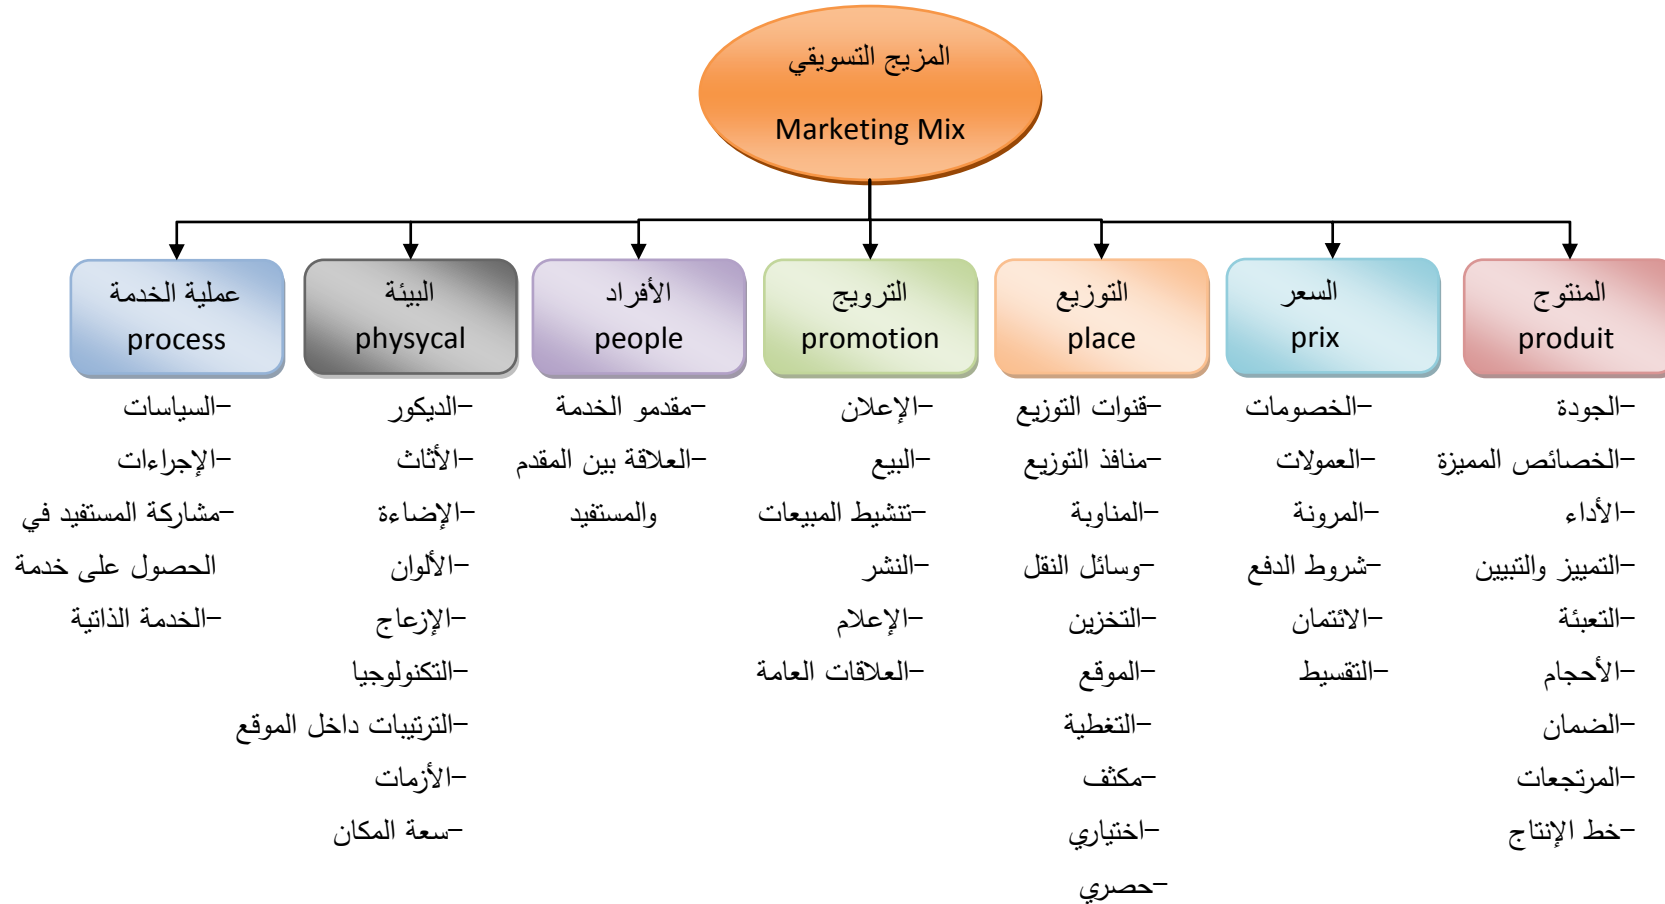 المزيج التسويقي
Marketing Mix
المنتوج
produit
-الجودة
-الخصائص المميزة
-الأداء
-التمييز والتبيين
-التعبئة
-الأحجام
-الضمان
-المرتجعات
-خط الإنتاج
السعر
prix
-الخصومات
-العمولات
-المرونة
-شروط الدفع
-الائتمان
-التقسيط
التوزيع
place
-قنوات التوزيع
-منافذ التوزيع
-المناوبة
-وسائل النقل
-التخزين
-الموقع
-التغطية
-مكثف
-اختياري
-حصري
الترويج
promotion
-الإعلان
-البيع
-تنشيط المبيعات
-النشر
-الإعلام
-العلاقات العامة
الأفراد
people
-مقدمو الخدمة
-العلاقة بين المقدم
والمستفيد
البيئة
physycal
-الديكور
-الأثاث
-الإضاءة
-الألوان
-الإزعاج
-التكنولوجيا
-الترتيبات داخل الموقع
-الأزمات
-سعة المكان
عملية الخدمة
process
-السياسات
-الإجراءات
-مشاركة المستفيد في
الحصول على خدمة
-الخدمة الذاتية